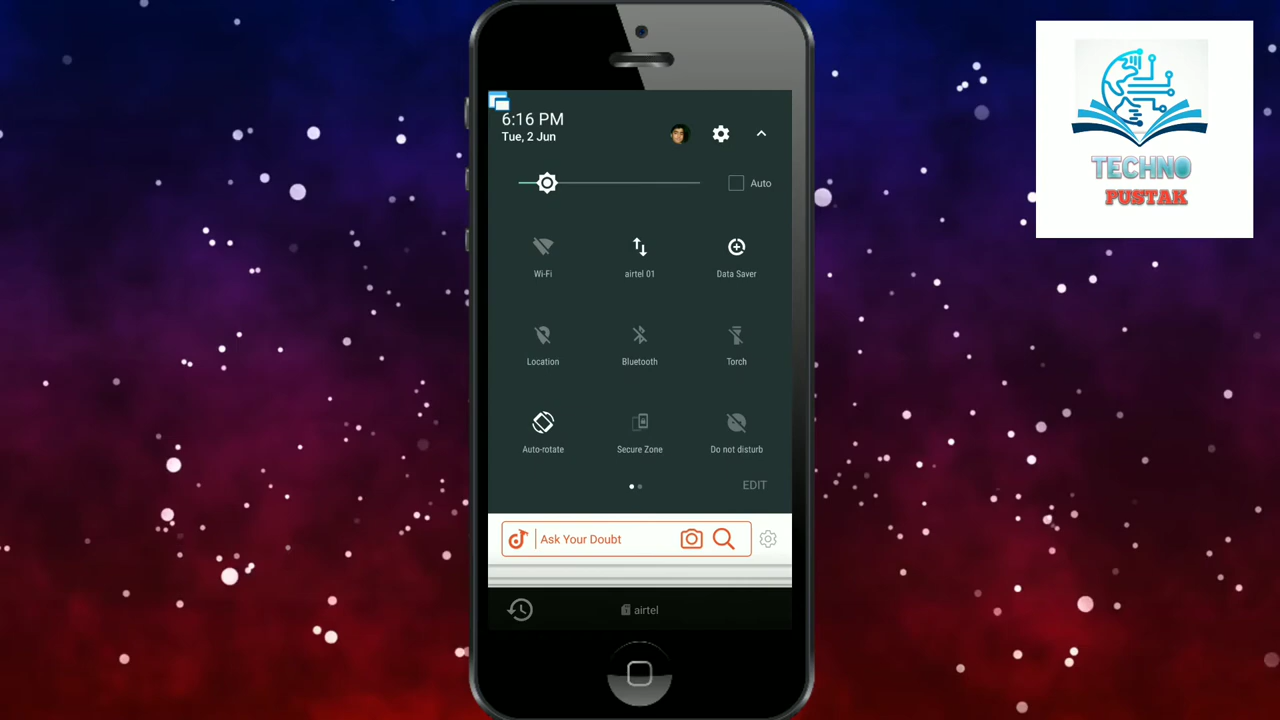 6:16 PM
Tue, 2 Jun
Auto
Wi-Fi
airtel 01
Data Saver
Location
Bluetooth
Torch
Auto-rotate
Secure Zone
Do not disturb
EDIT
Ask Your Doubt
airtel
TECHNO
PUSTAK